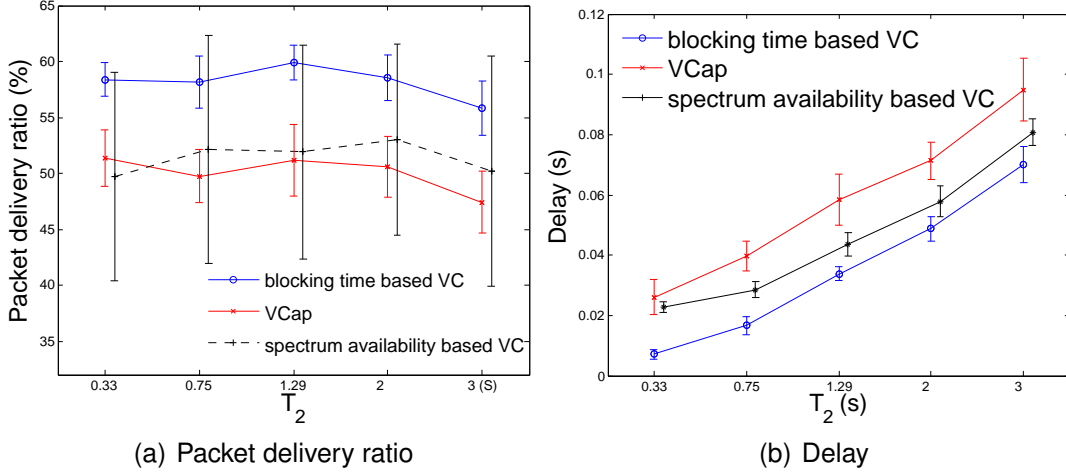 65
60
55
50
45
40
35
Packet delivery ratio (%)
blocking time based VC
VCap
spectrum availability based VC
0.33
0.75
1.29
2
3 (S)
T2
(a) Packet delivery ratio
0.12
0.1
0.08
0.06
0.04
0.02
0
Delay (s)
blocking time based VC
VCap
spectrum availability based VC
0.33
0.75
1.29
2
3
T2 (s)
(b) Delay